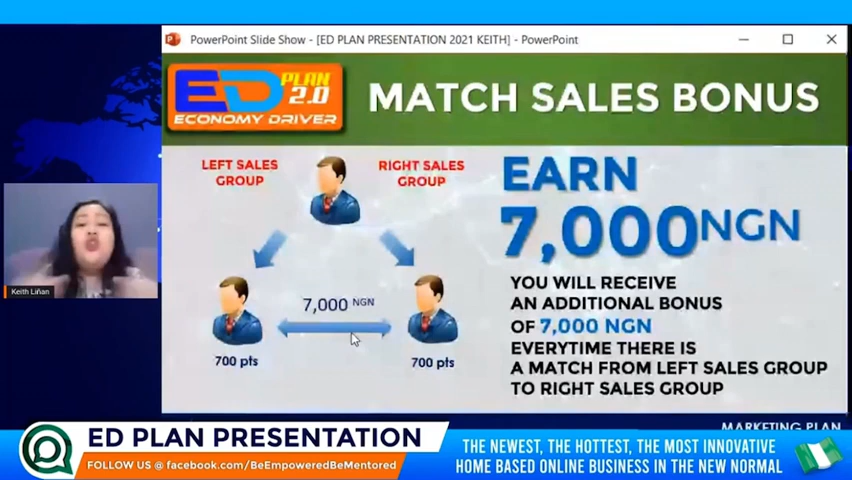 PowerPoint Slide Show - [ED PLAN PRESENTATION 2021 KEITH] - PowerPoint
ED PLAN 2.0
ECONOMY DRIVER
MATCH SALES BONUS
LEFT SALES
GROUP
RIGHT SALES
GROUP
7,000 NGN
700 pts
700 pts
EARN
7,000NGN
YOU WILL RECEIVE
AN ADDITIONAL BONUS
OF 7,000 NGN
EVERYTIME THERE IS
A MATCH FROM LEFT SALES GROUP
TO RIGHT SALES GROUP
Keith Liñan
MARKETING PLAN
ED PLAN PRESENTATION
FOLLOW US @ facebook.com/BeEmpoweredBeMentored
THE NEWEST, THE HOTTEST, THE MOST INNOVATIVE
HOME BASED ONLINE BUSINESS IN THE NEW NORMAL